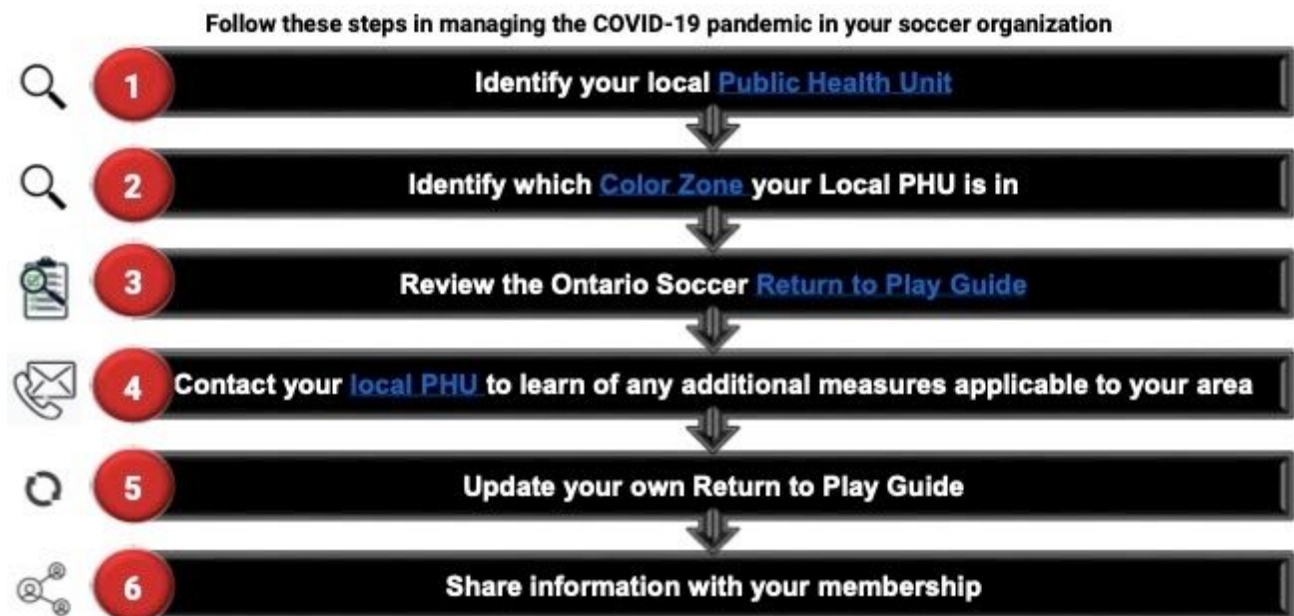 Follow these steps in managing the COVID-19 pandemic in your soccer organization
1 Identify your local Public Health Unit
2 Identify which Color Zone your Local PHU is in
3 Review the Ontario Soccer Return to Play Guide
4 Contact your local PHU to learn of any additional measures applicable to your area
5 Update your own Return to Play Guide
6 Share information with your membership